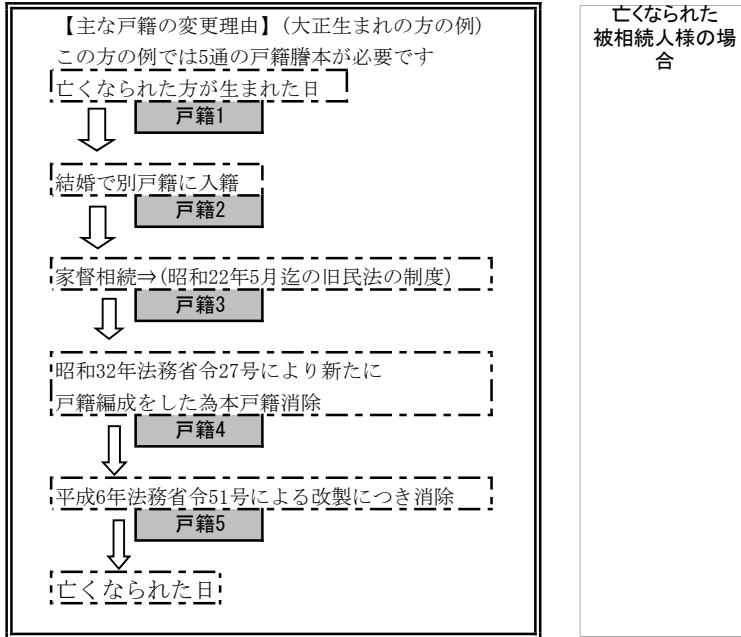 【主な戸籍の変更理由】(大正生まれの方の例)
この方の例では5通の戸籍謄本が必要です
亡くなられた方が生まれた日
戸籍1
結婚で別戸籍に入籍
戸籍2
家督相続⇒(昭和22年5月迄の旧民法の制度)
戸籍3
昭和32年法務省令27号により新たに
戸籍編成をした為本戸籍消除
戸籍4
平成6年法務省令51号による改製につき消除
戸籍5
亡くなられた日
亡くなられた
被相続人様の場
合